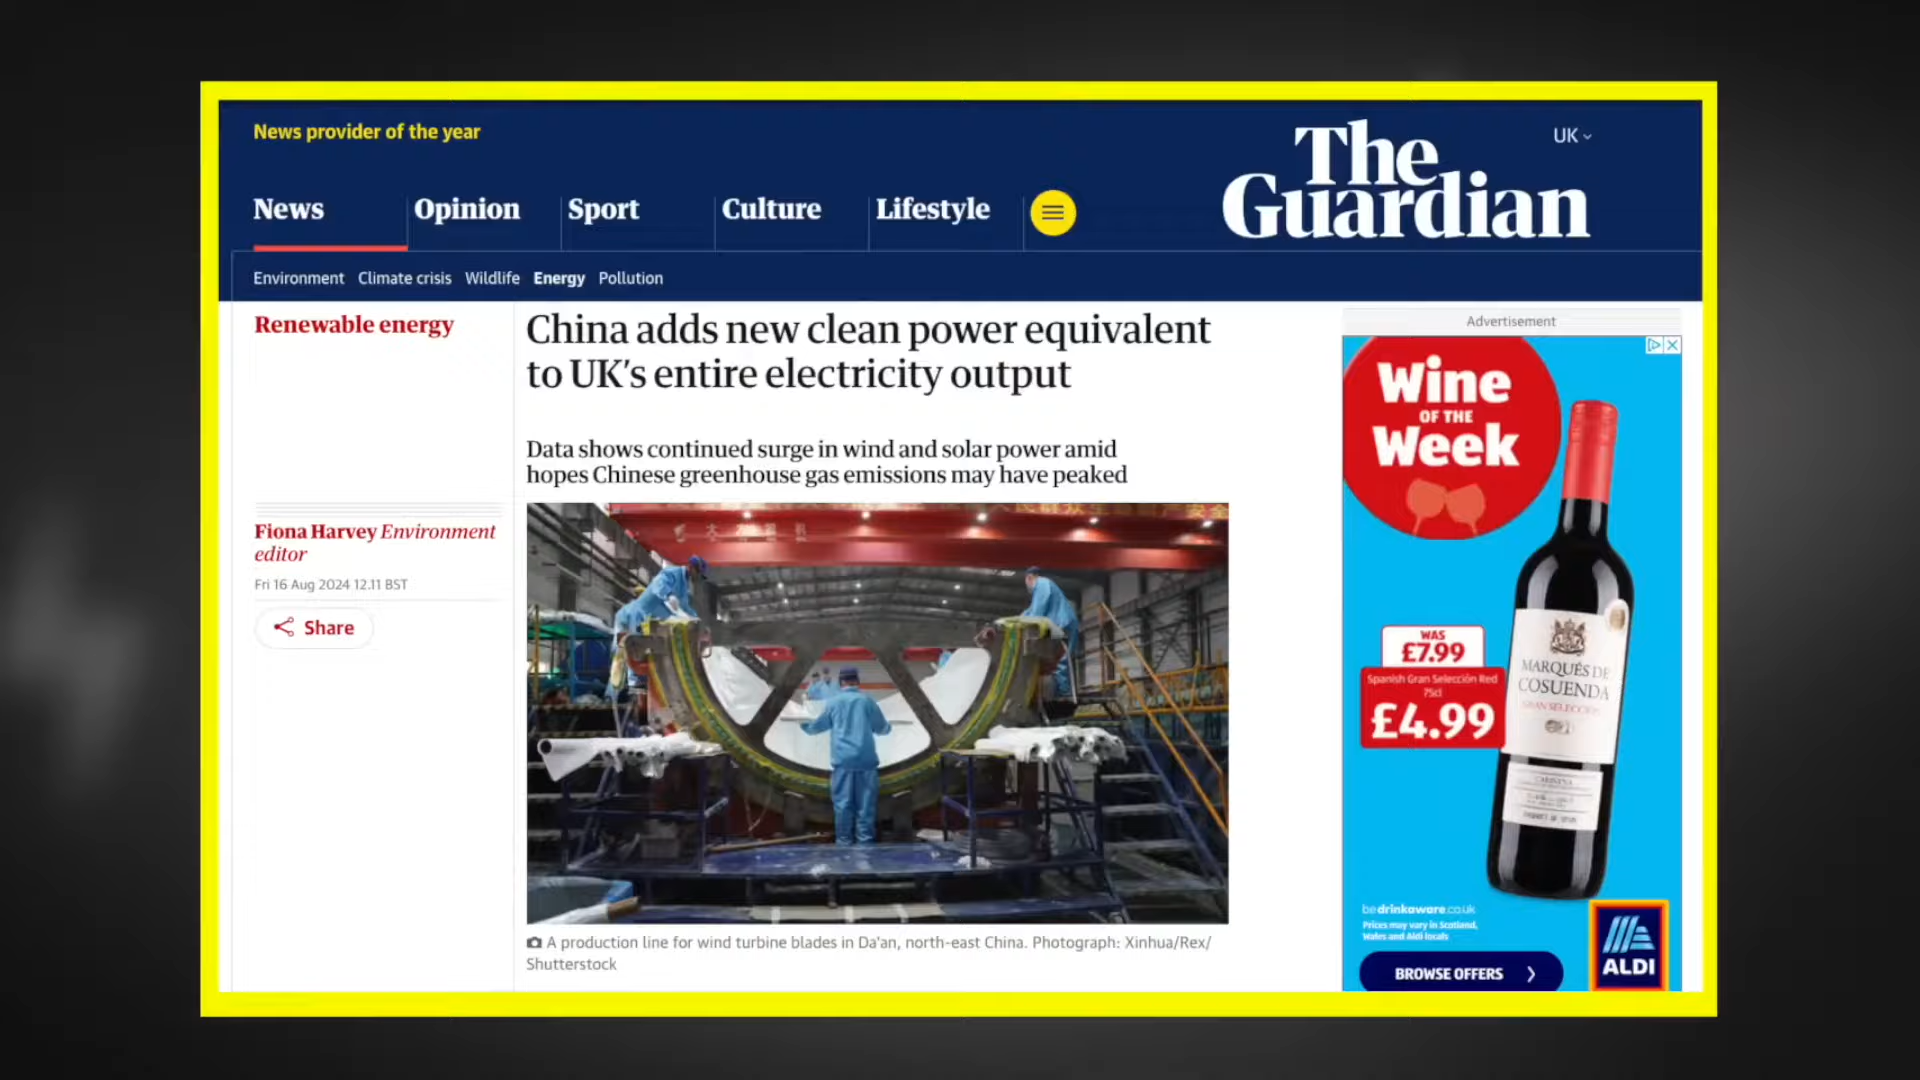 News provider of the year
UK
The
Guardian
News Opinion Sport Culture Lifestyle
Environment Climate crisis Wildlife Energy Pollution
Renewable energy
China adds new clean power equivalent
to UK's entire electricity output
Data shows continued surge in wind and solar power amid
hopes Chinese greenhouse gas emissions may have peaked
Fiona Harvey Environment
editor
Fri 16 Aug 2024 12.11 BST
Share
A production line for wind turbine blades in Da'an, north-east China. Photograph: Xinhua/Rex/
Shutterstock
Advertisement
Wine
OF THE
Week
WAS
£7.99
Spanish Gran Selección Red
75cl
£4.99
MARQUÉS DE
COSUENDA
GRAN SELECCIÓN
bedrinkaware.co.uk
Prices may vary in Scotland,
Wales and Aldi locals
BROWSE OFFERS
ALDI